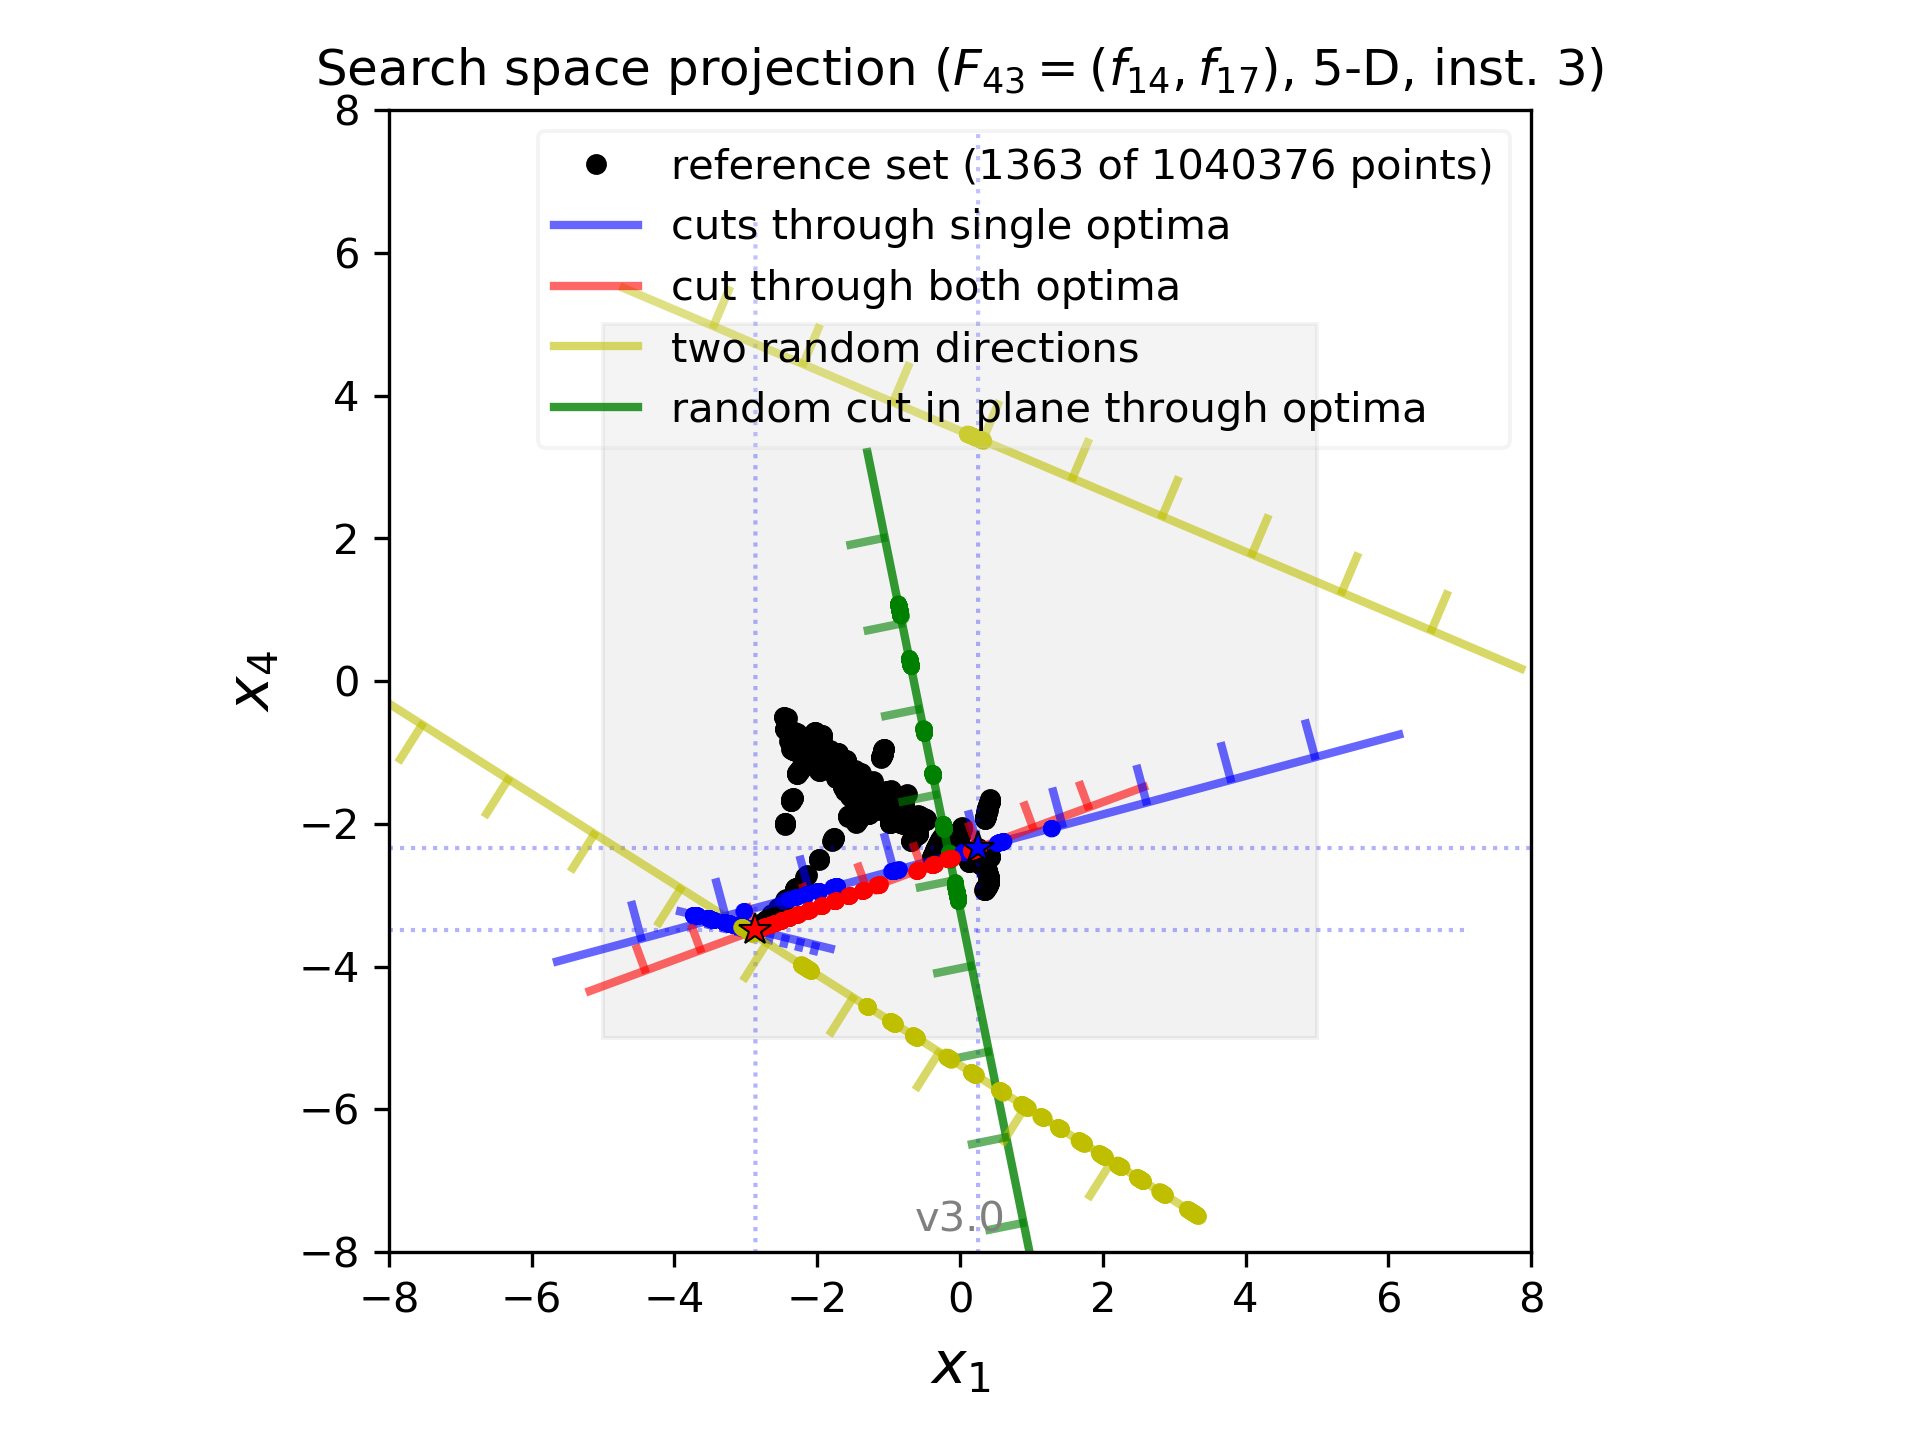 Search space projection (F43 = (f14, f17), 5-D, inst. 3)
8
6
4
2
0
−2
−4
−6
−8
x4
reference set (1363 of 1040376 points)
cuts through single optima
cut through both optima
two random directions
random cut in plane through optima
v3.0
−8 −6 −4 −2 0 2 4 6 8
x1